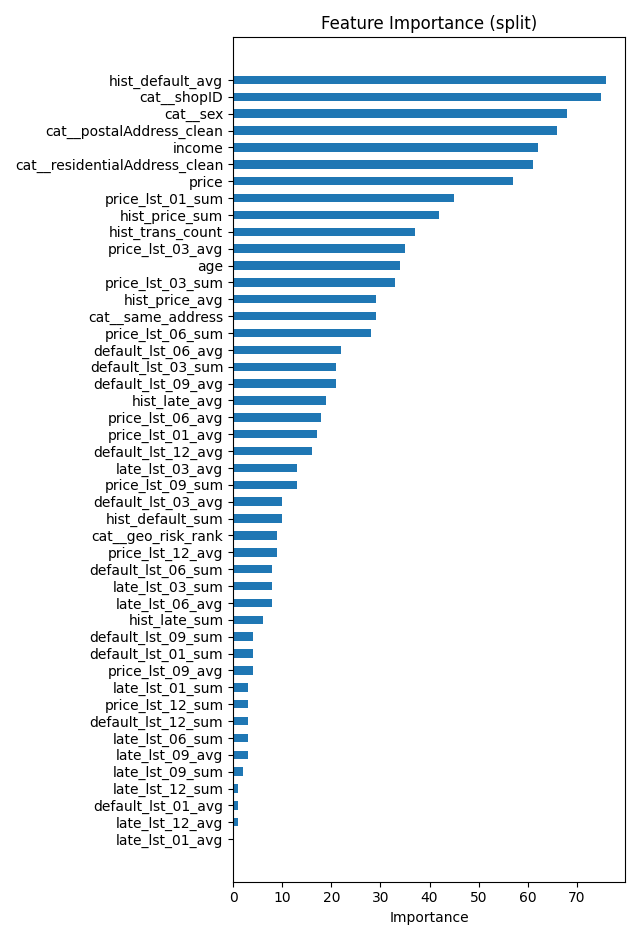 Feature Importance (split)
hist_default_avg
cat__shopID
cat__sex
cat__postalAddress_clean
income
cat__residentialAddress_clean
price
price_lst_01_sum
hist_price_sum
hist_trans_count
price_lst_03_avg
age
price_lst_03_sum
hist_price_avg
cat__same_address
price_lst_06_sum
default_lst_06_avg
default_lst_03_sum
default_lst_09_avg
hist_late_avg
price_lst_06_avg
price_lst_01_avg
default_lst_12_avg
late_lst_03_avg
price_lst_09_sum
default_lst_03_avg
hist_default_sum
cat__geo_risk_rank
price_lst_12_avg
default_lst_06_sum
late_lst_03_sum
late_lst_06_avg
hist_late_sum
default_lst_09_sum
default_lst_01_sum
price_lst_09_avg
late_lst_01_sum
price_lst_12_sum
default_lst_12_sum
late_lst_06_sum
late_lst_09_avg
late_lst_09_sum
late_lst_12_sum
default_lst_01_avg
late_lst_12_avg
late_lst_01_avg
0 10 20 30 40 50 60 70
Importance